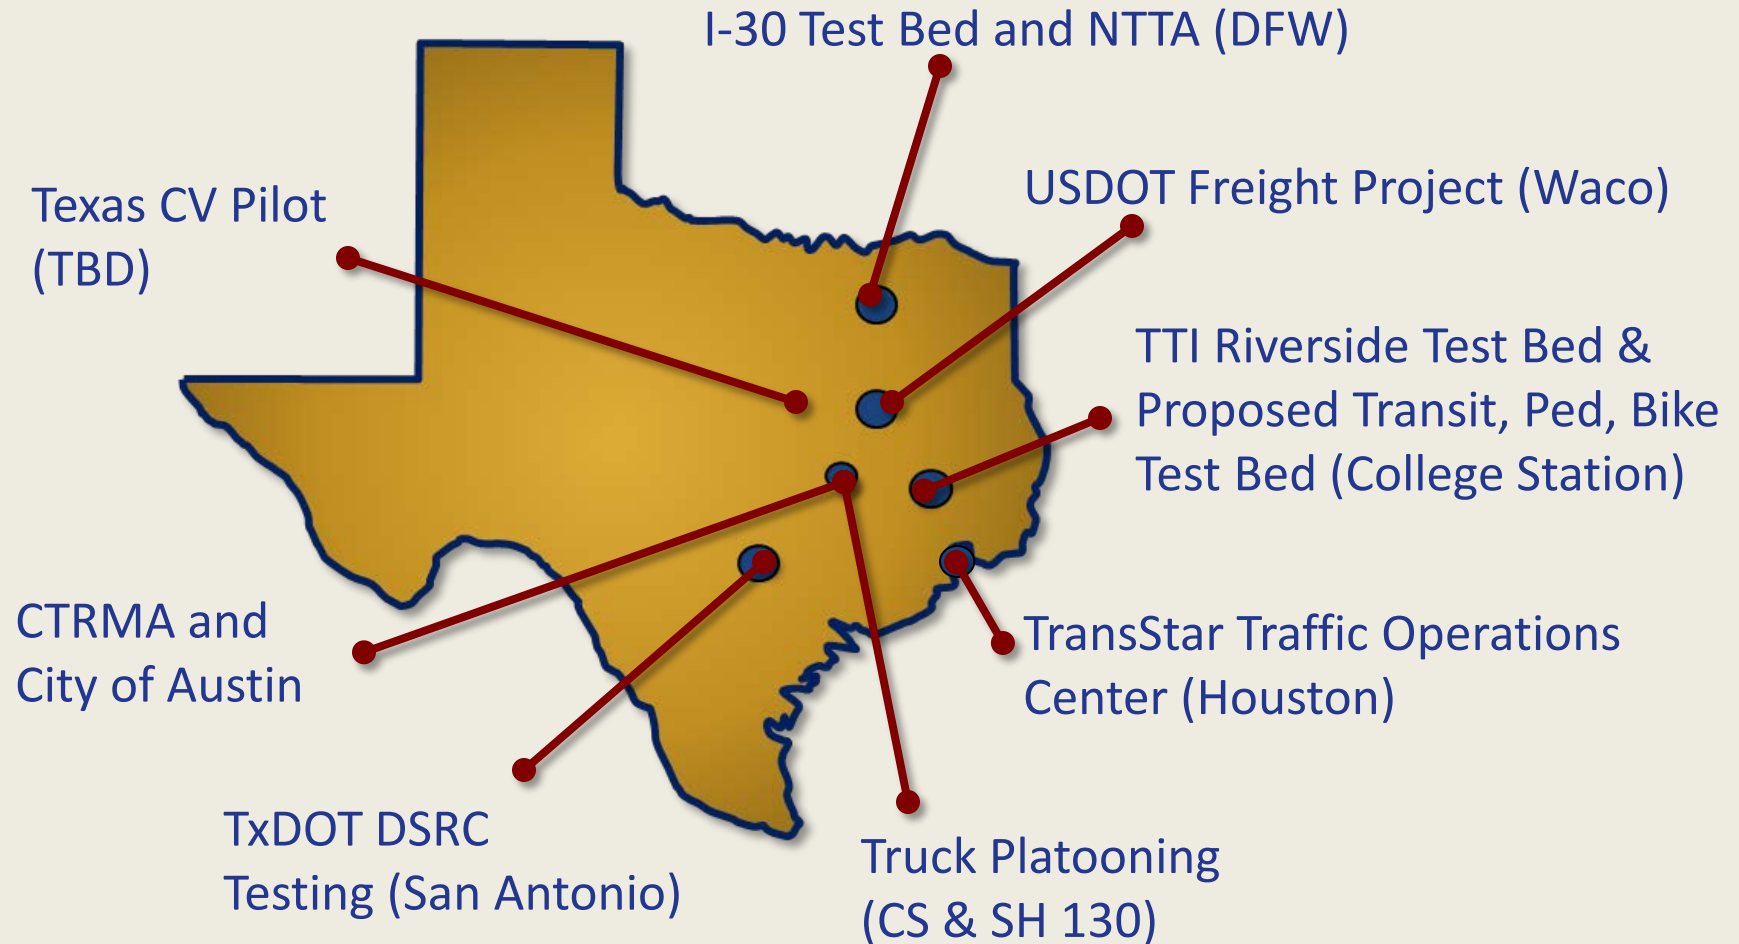 I-30 Test Bed and NTTA (DFW)
Texas CV Pilot
(TBD)
USDOT Freight Project (Waco)
TTI Riverside Test Bed &
Proposed Transit, Ped, Bike
Test Bed (College Station)
CTRMA and
City of Austin
TransStar Traffic Operations
Center (Houston)
TxDOT DSRC
Testing (San Antonio)
Truck Platooning
(CS & SH 130)